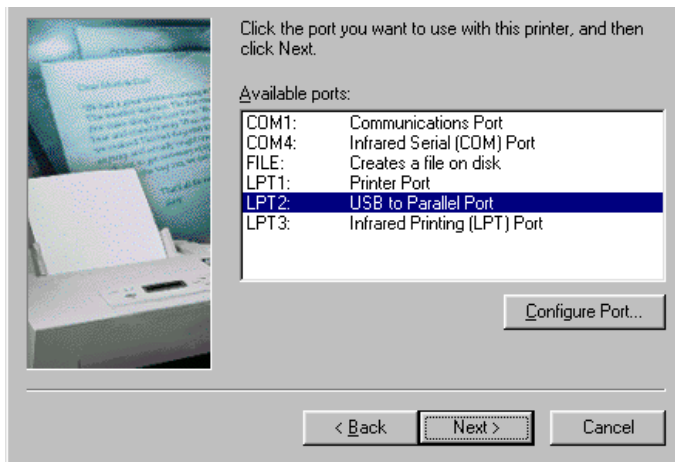 Click the port you want to use with this printer, and then
click Next.
Available ports:
COM1: Communications Port
COM4: Infrared Serial (COM) Port
FILE: Creates a file on disk
LPT1: Printer Port
LPT2: USB to Parallel Port
LPT3: Infrared Printing (LPT) Port
Configure Port...
< Back Next > Cancel